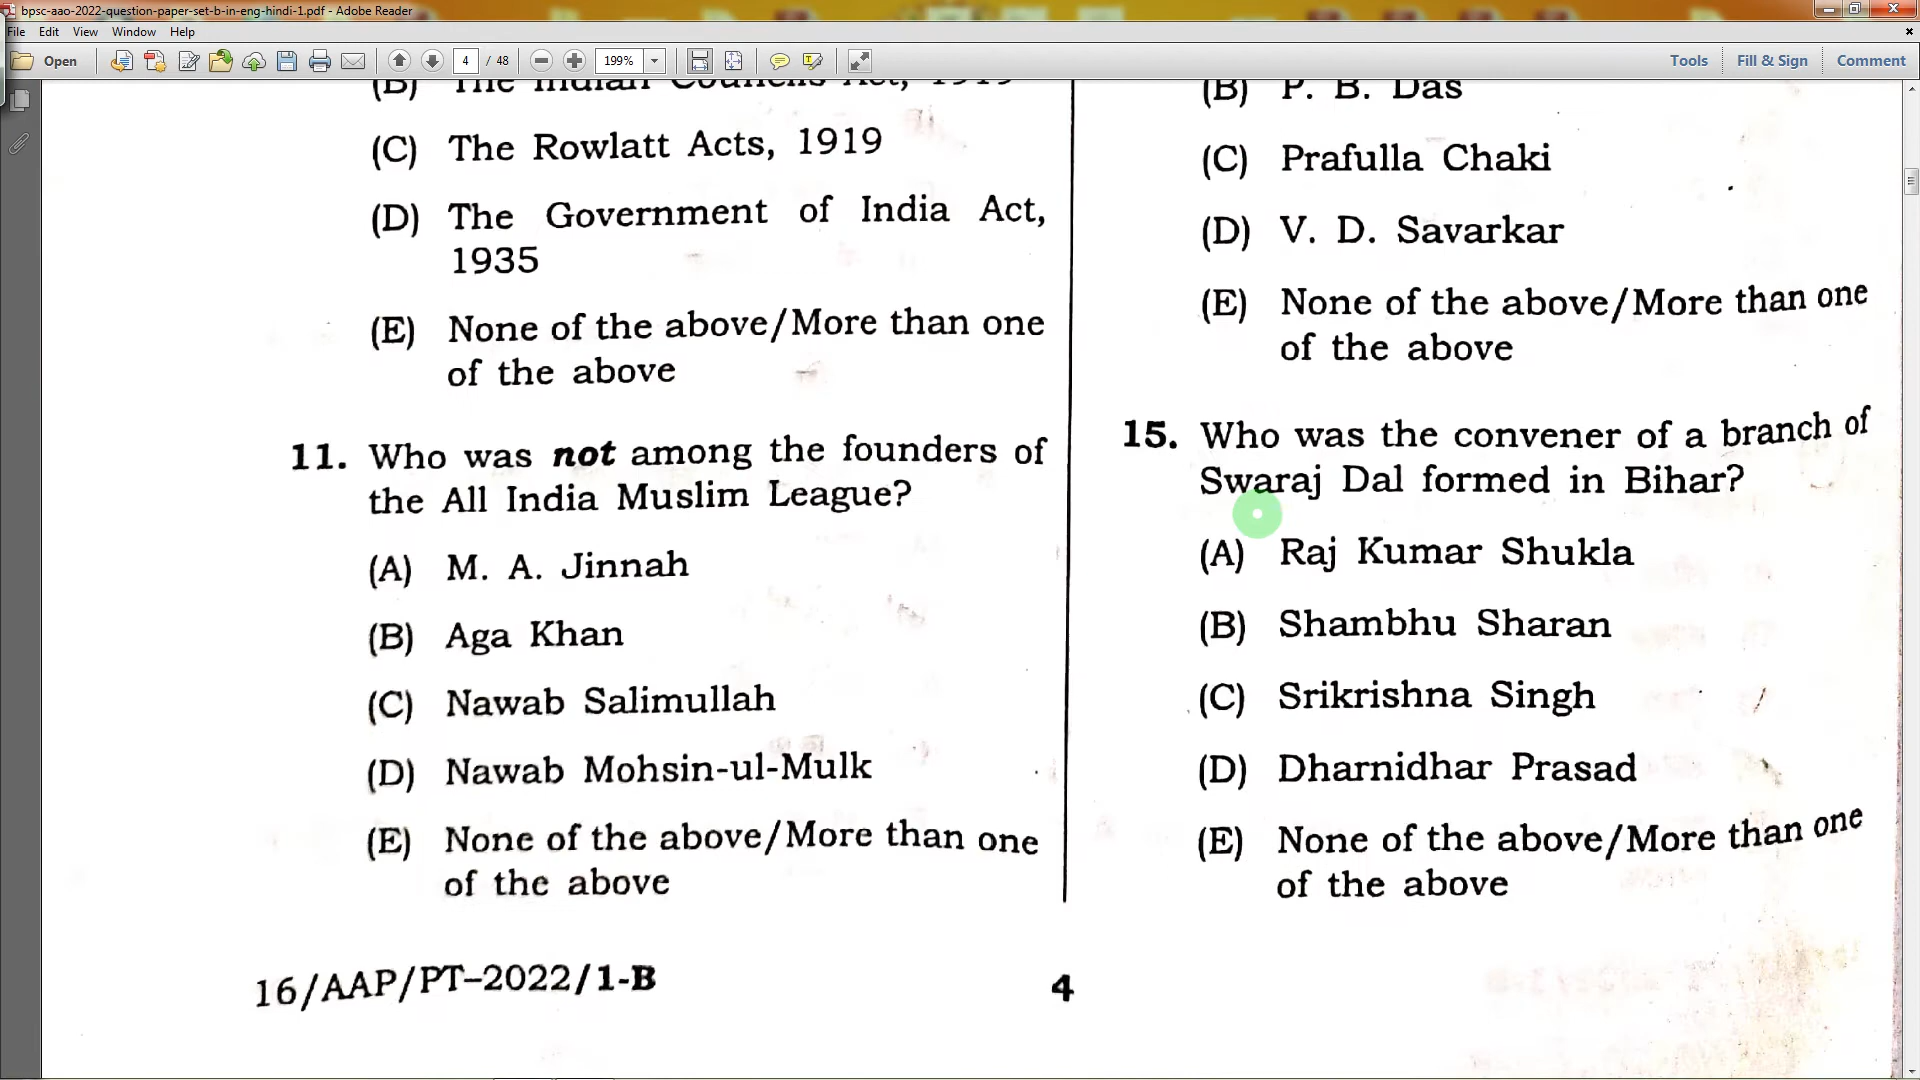 bpsc-aao-2022-question-paper-set-b-in-eng-hindi-1.pdf - Adobe Reader
File Edit View Window Help
Open 4 / 48 199% Tools Fill & Sign Comment
(B) The Indian Councils Act, 1919
(C) The Rowlatt Acts, 1919
(D) The Government of India Act,
1935
(E) None of the above/More than one
of the above
11. Who was not among the founders of
the All India Muslim League?
(A) M. A. Jinnah
(B) Aga Khan
(C) Nawab Salimullah
(D) Nawab Mohsin-ul-Mulk
(E) None of the above/More than one
of the above
(B) P. B. Das
(C) Prafulla Chaki
(D) V. D. Savarkar
(E) None of the above/More than one
of the above
15. Who was the convener of a branch of
Swaraj Dal formed in Bihar?
(A) Raj Kumar Shukla
(B) Shambhu Sharan
(C) Srikrishna Singh
(D) Dharnidhar Prasad
(E) None of the above/More than one
of the above
16/AAP/PT–2022/1-B
4